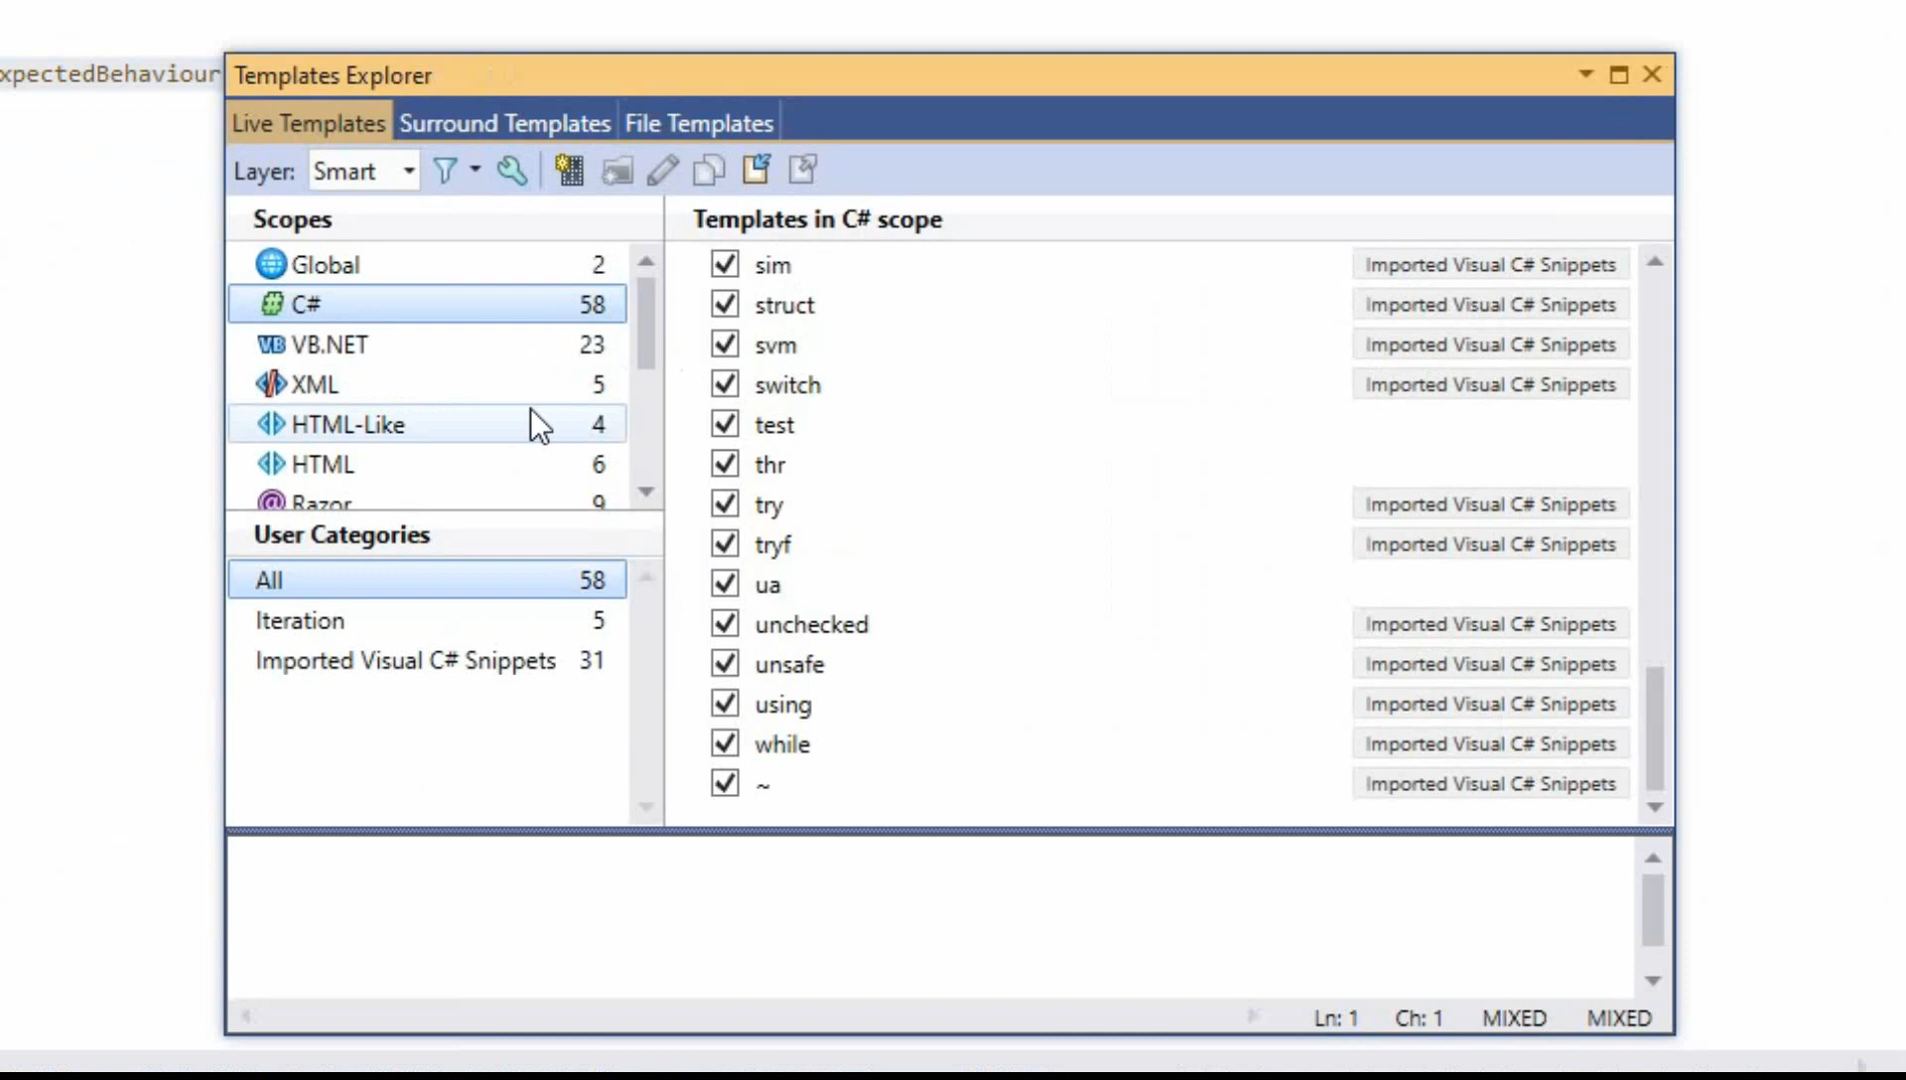 xpectedBehaviour
Templates Explorer
Live Templates Surround Templates File Templates
Layer: Smart
Scopes
Global 2
C# 58
VB.NET 23
XML 5
HTML-Like 4
HTML 6
Razor 9
User Categories
All 58
Iteration 5
Imported Visual C# Snippets 31
Templates in C# scope
sim Imported Visual C# Snippets
struct Imported Visual C# Snippets
svm Imported Visual C# Snippets
switch Imported Visual C# Snippets
test
thr
try Imported Visual C# Snippets
tryf Imported Visual C# Snippets
ua
unchecked Imported Visual C# Snippets
unsafe Imported Visual C# Snippets
using Imported Visual C# Snippets
while Imported Visual C# Snippets
~ Imported Visual C# Snippets
Ln: 1 Ch: 1 MIXED MIXED